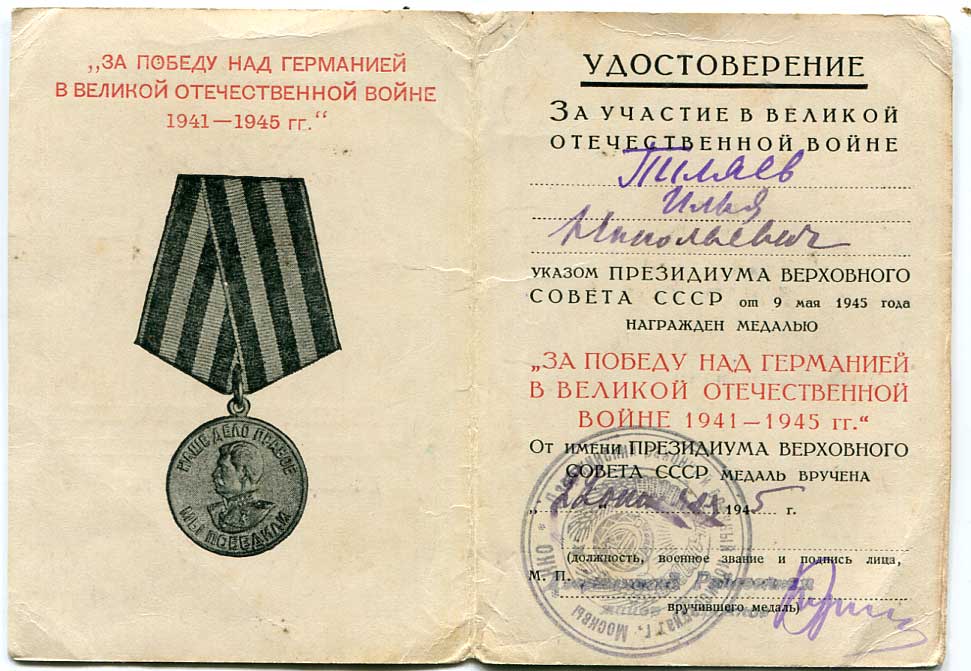 „ЗА ПОБЕДУ НАД ГЕРМАНИЕЙ
В ВЕЛИКОЙ ОТЕЧЕСТВЕННОЙ ВОЙНЕ
1941—1945 гг.“
НАШЕ ДЕЛО ПРАВОЕ
МЫ ПОБЕДИЛИ
УДОСТОВЕРЕНИЕ
ЗА УЧАСТИЕ В ВЕЛИКОЙ
ОТЕЧЕСТВЕННОЙ ВОЙНЕ
Тиляев
Илья
УКАЗОМ ПРЕЗИДИУМА ВЕРХОВНОГО
СОВЕТА СССР от 9 мая 1945 года
НАГРАЖДЕН МЕДАЛЬЮ
„ЗА ПОБЕДУ НАД ГЕРМАНИЕЙ
В ВЕЛИКОЙ ОТЕЧЕСТВЕННОЙ
ВОЙНЕ 1941—1945 гг.“
От имени ПРЕЗИДИУМА ВЕРХОВНОГО
СОВЕТА СССР МЕДАЛЬ ВРУЧЕНА
1945 г.
(должность, военное звание и подпись лица,
М. П.
вручившего медаль)
г. Москвы